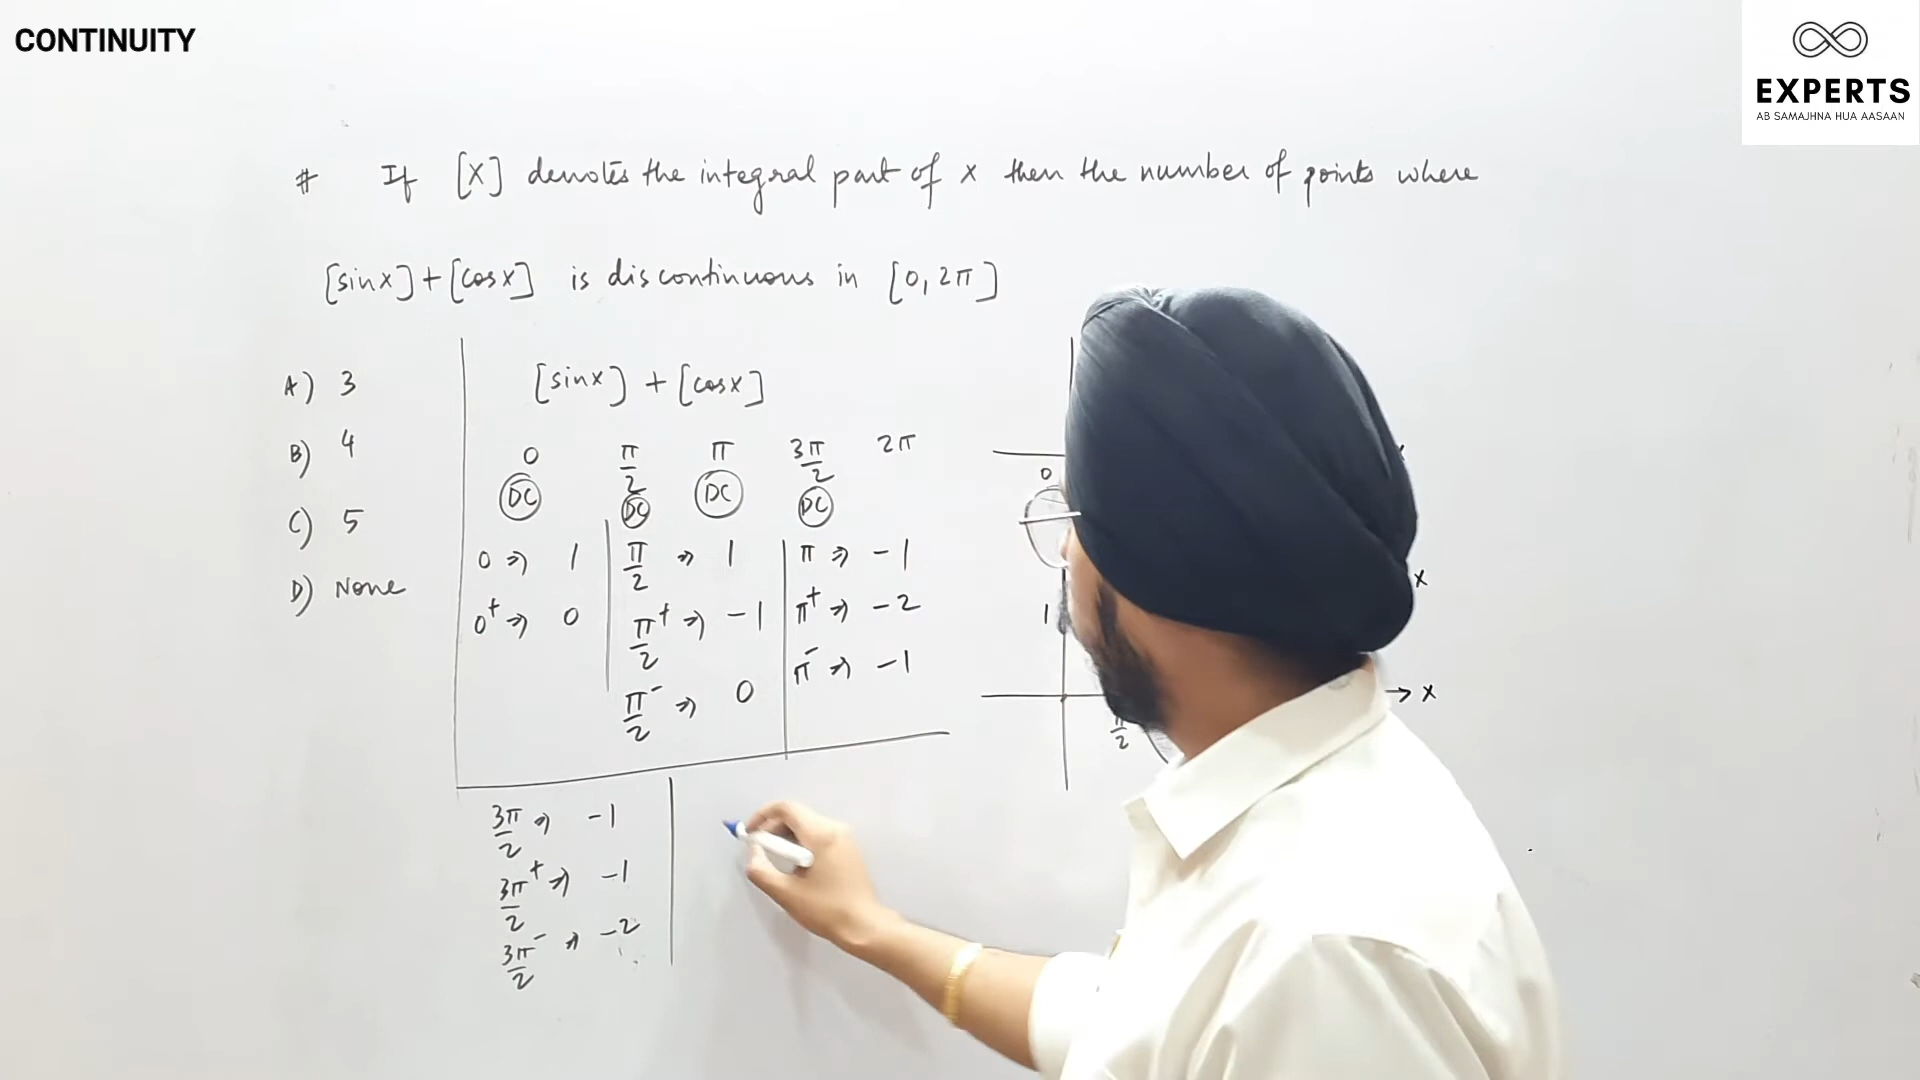 CONTINUITY
EXPERTS
AB SAMAJHNA HUA AASAAN
# If [x] denotes the integral part of x then the number of points where
[sinx]+[cosx] is discontinuous in [0, 2π]
A) 3
B) 4
C) 5
D) None
[sinx] + [cosx]
0 π/2 π 3π/2 2π
DC DC DC DC
0 ⇒ 1
0⁺ ⇒ 0
π/2 ⇒ 1
π/2⁺ ⇒ -1
π/2⁻ ⇒ 0
π ⇒ -1
π⁺ ⇒ -2
π⁻ ⇒ -1
3π/2 ⇒ -1
3π/2⁺ ⇒ -1
3π/2⁻ ⇒ -2
0
x
1
→ x
π/2